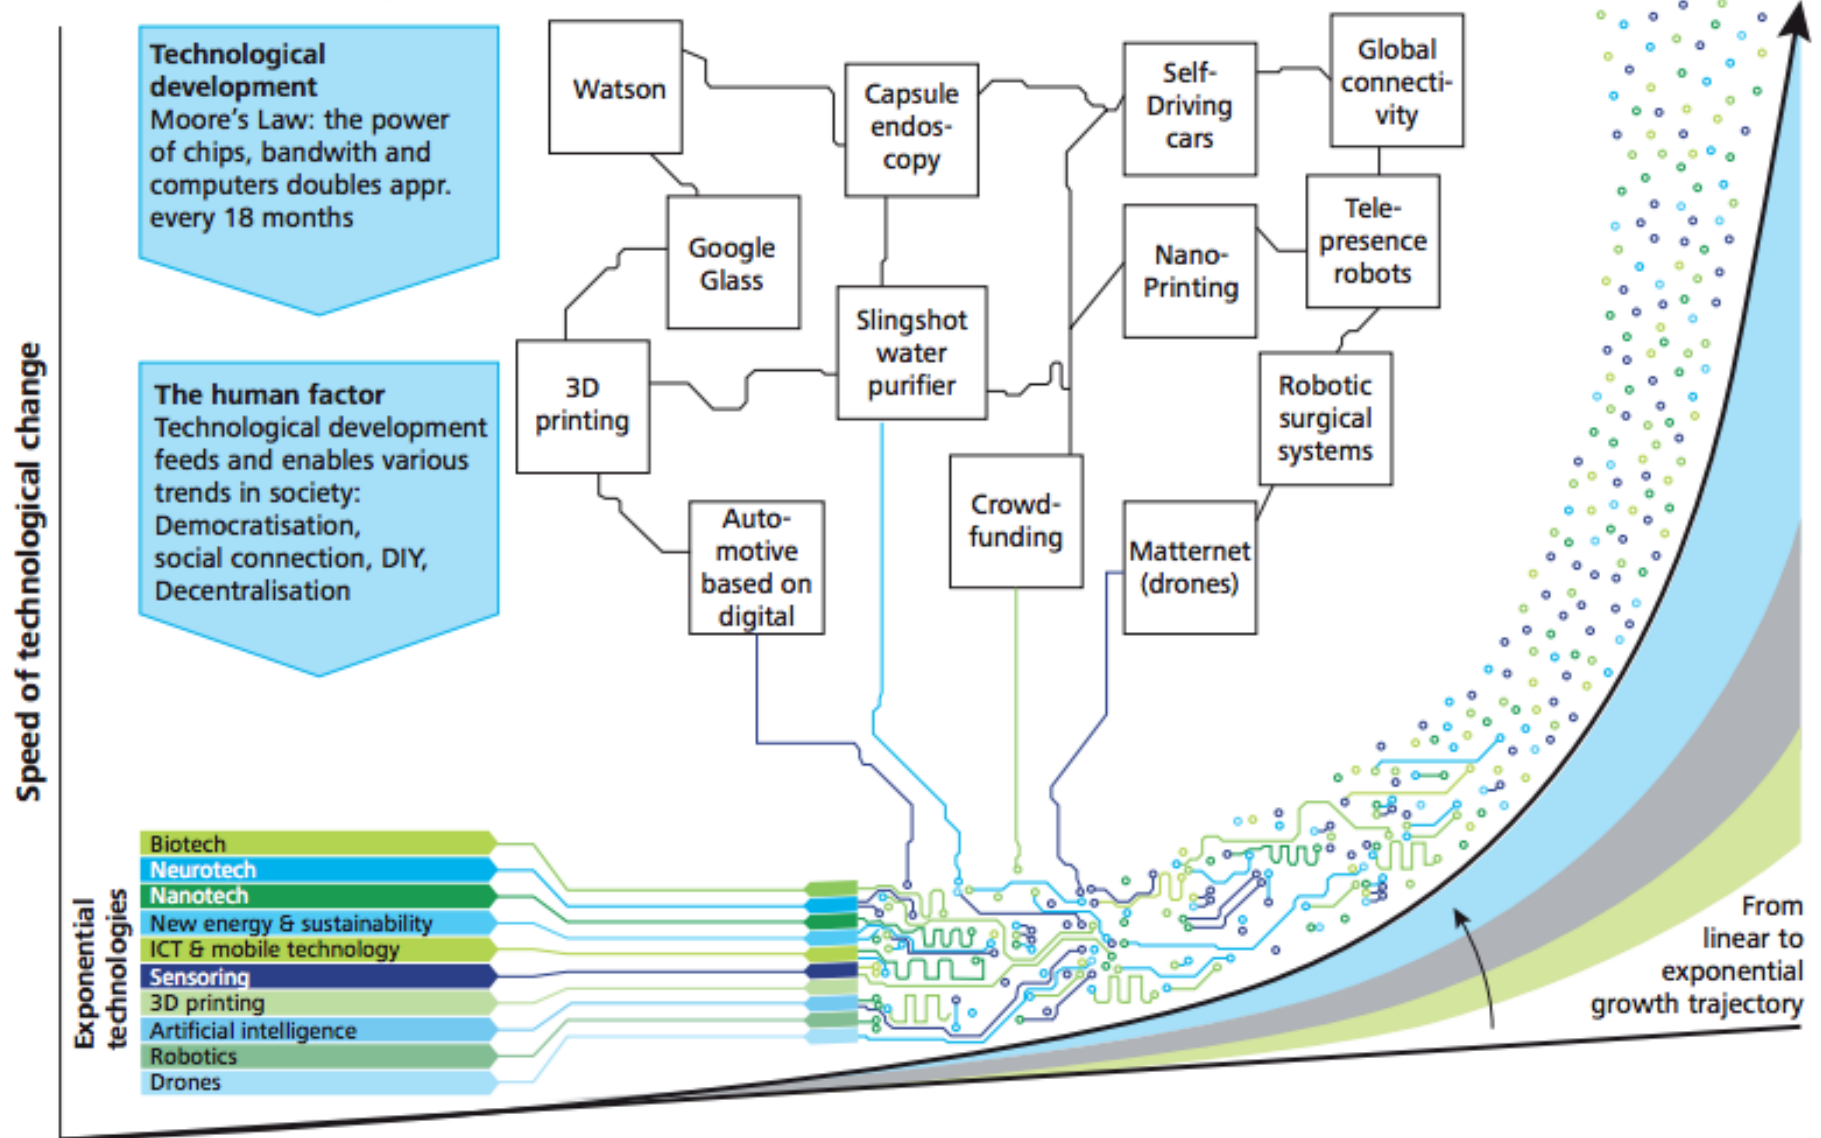 Technological
development
Moore's Law: the power
of chips, bandwith and
computers doubles appr.
every 18 months
The human factor
Technological development
feeds and enables various
trends in society:
Democratisation,
social connection, DIY,
Decentralisation
Watson
Capsule
endos-
copy
Self-
Driving
cars
Global
connecti-
vity
Google
Glass
Nano-
Printing
Tele-
presence
robots
Slingshot
water
purifier
3D
printing
Robotic
surgical
systems
Auto-
motive
based on
digital
Crowd-
funding
Matternet
(drones)
Speed of technological change
Exponential
technologies
Biotech
Neurotech
Nanotech
New energy & sustainability
ICT & mobile technology
Sensoring
3D printing
Artificial intelligence
Robotics
Drones
From
linear to
exponential
growth trajectory